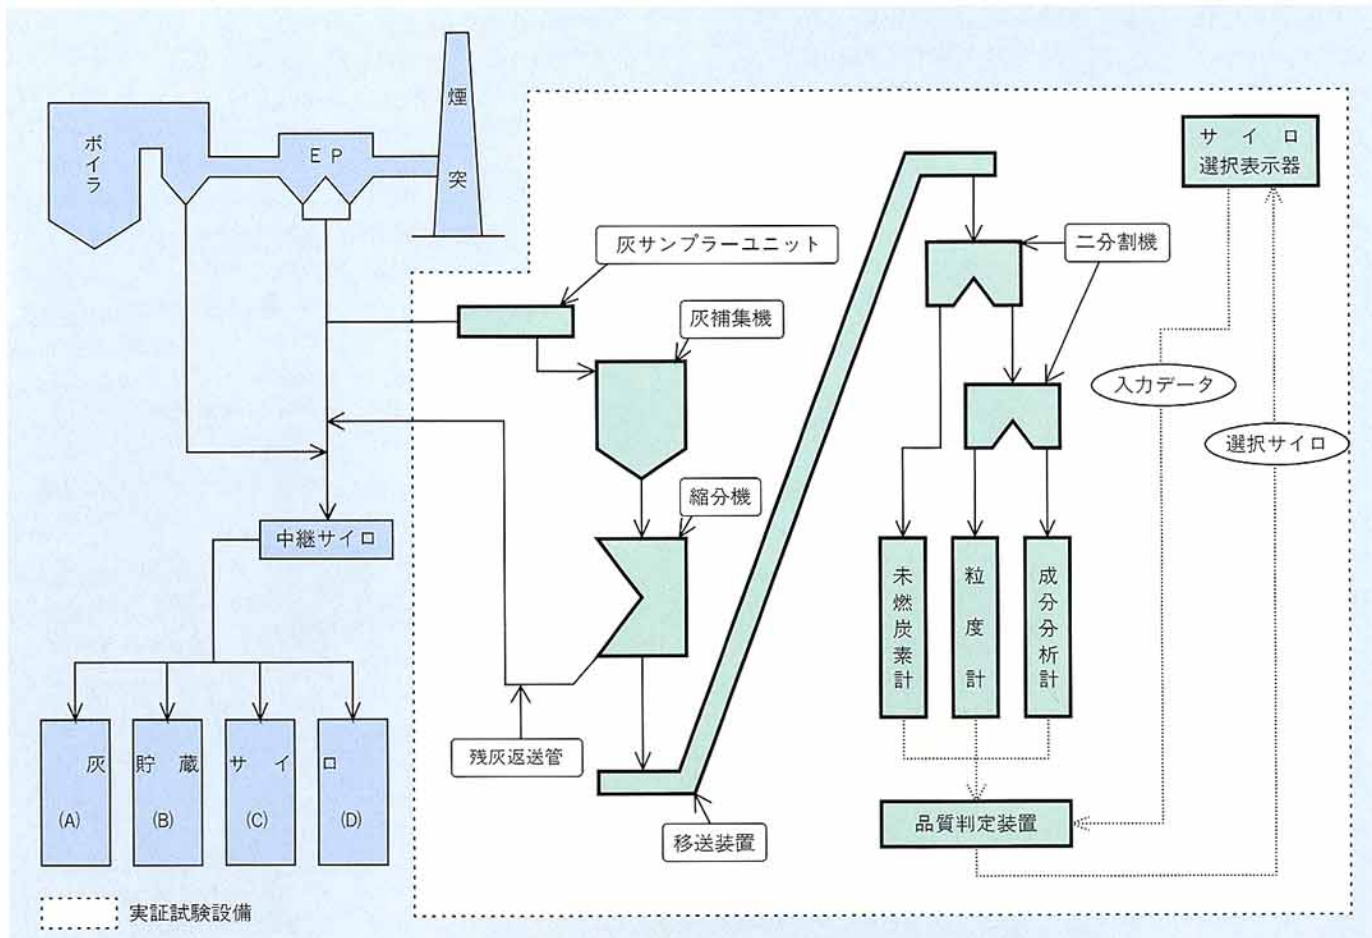 煙突
ボイラ
ＥＰ
サイロ
選択表示器
灰サンプラーユニット
二分割機
灰補集機
入力データ
選択サイロ
縮分機
中継サイロ
未燃炭素計
粒度計
成分分析計
灰貯蔵サイロ
(A)
(B)
(C)
(D)
残灰返送管
品質判定装置
移送装置
実証試験設備